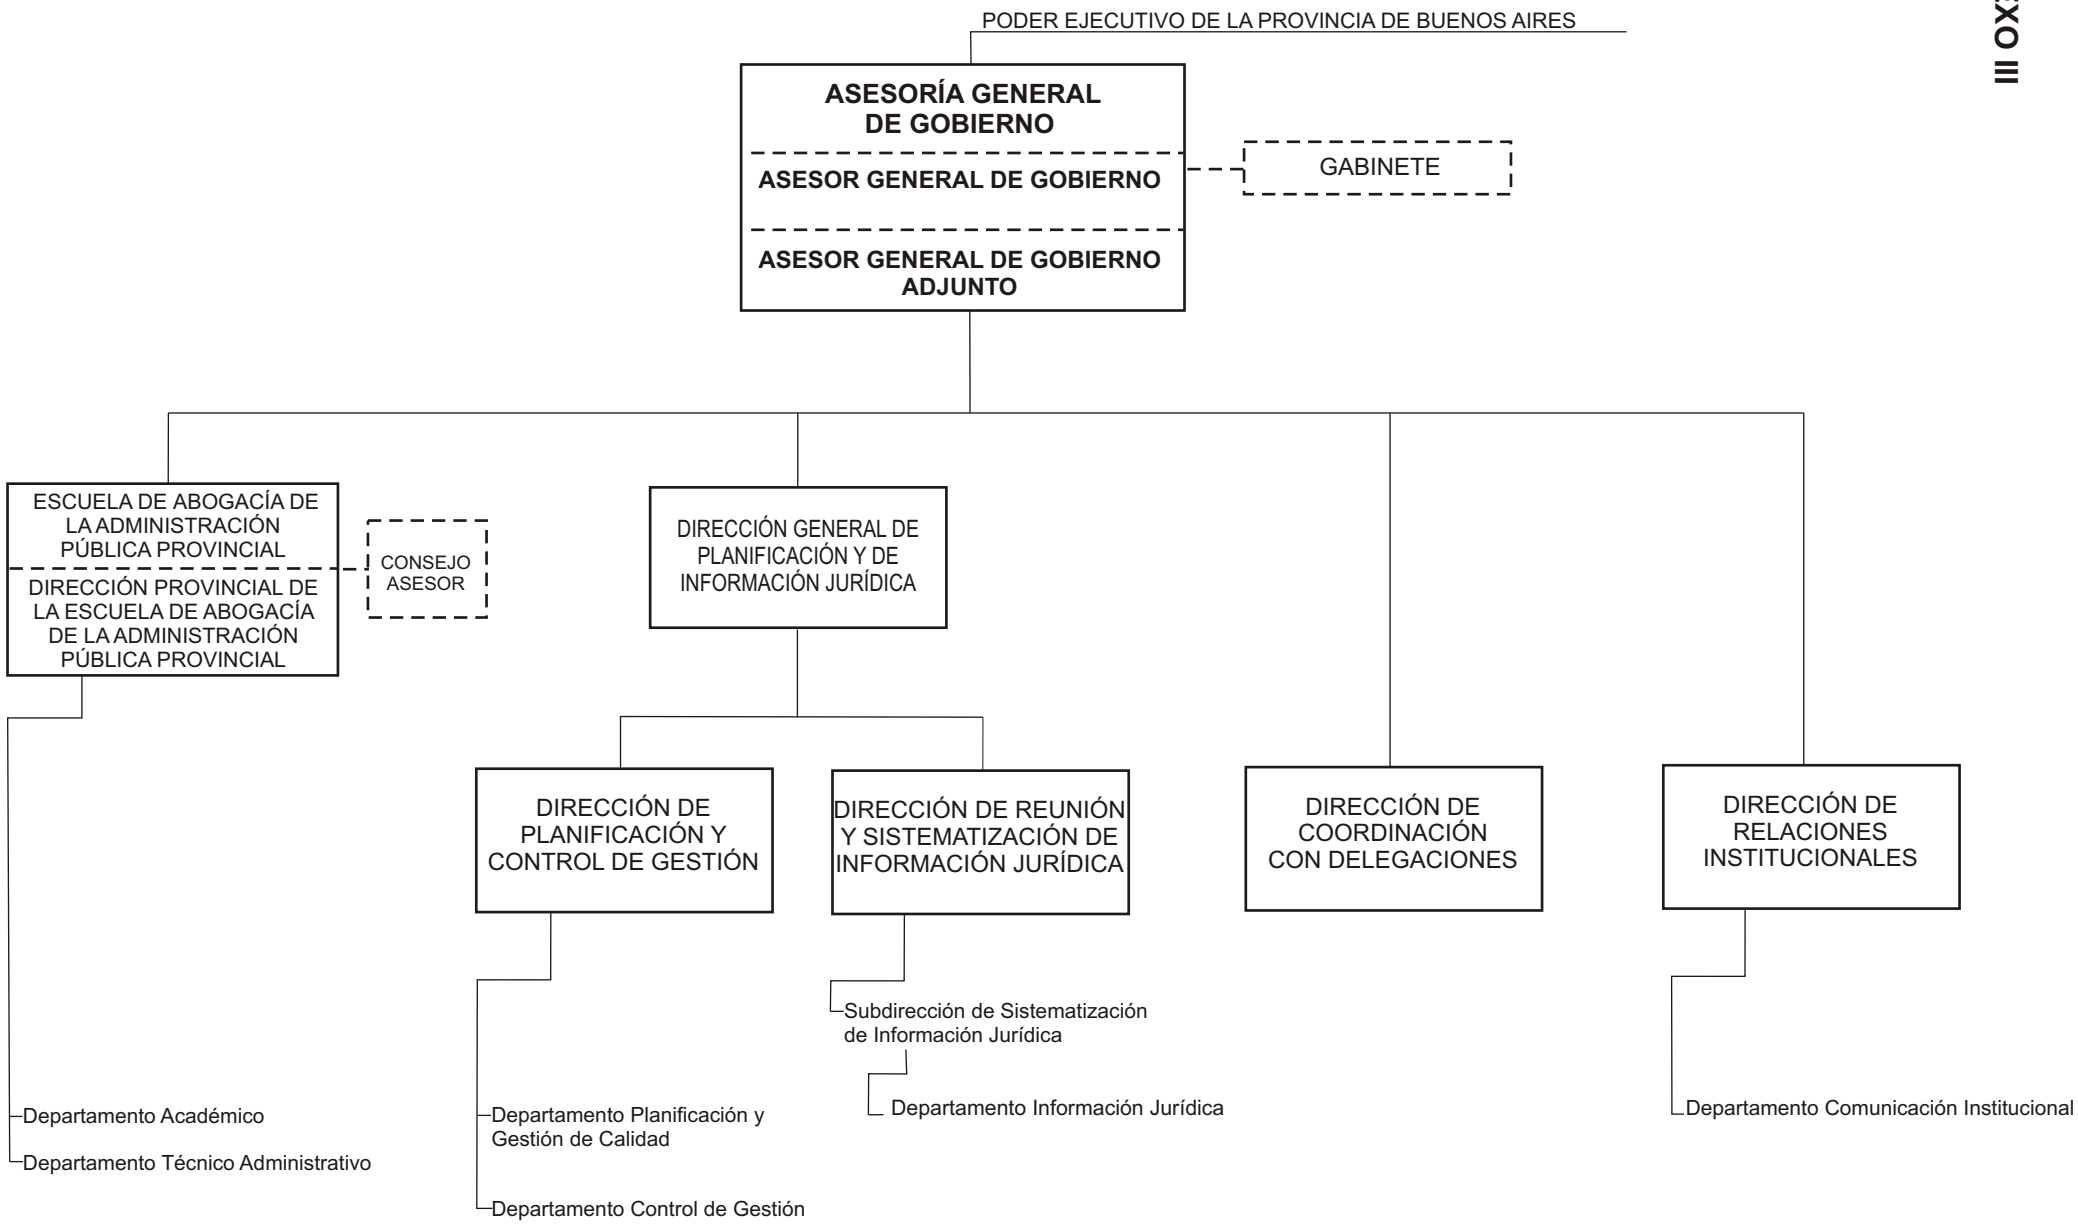 PODER EJECUTIVO DE LA PROVINCIA DE BUENOS AIRES
XO III
ASESORÍA GENERAL
DE GOBIERNO
ASESOR GENERAL DE GOBIERNO
ASESOR GENERAL DE GOBIERNO
ADJUNTO
GABINETE
ESCUELA DE ABOGACÍA DE
LA ADMINISTRACIÓN
PÚBLICA PROVINCIAL
DIRECCIÓN PROVINCIAL DE
LA ESCUELA DE ABOGACÍA
DE LA ADMINISTRACIÓN
PÚBLICA PROVINCIAL
CONSEJO
ASESOR
DIRECCIÓN GENERAL DE
PLANIFICACIÓN Y DE
INFORMACIÓN JURÍDICA
DIRECCIÓN DE
PLANIFICACIÓN Y
CONTROL DE GESTIÓN
DIRECCIÓN DE REUNIÓN
Y SISTEMATIZACIÓN DE
INFORMACIÓN JURÍDICA
DIRECCIÓN DE
COORDINACIÓN
CON DELEGACIONES
DIRECCIÓN DE
RELACIONES
INSTITUCIONALES
Departamento Académico
Departamento Técnico Administrativo
Departamento Planificación y
Gestión de Calidad
Departamento Control de Gestión
Subdirección de Sistematización
de Información Jurídica
Departamento Información Jurídica
Departamento Comunicación Institucional